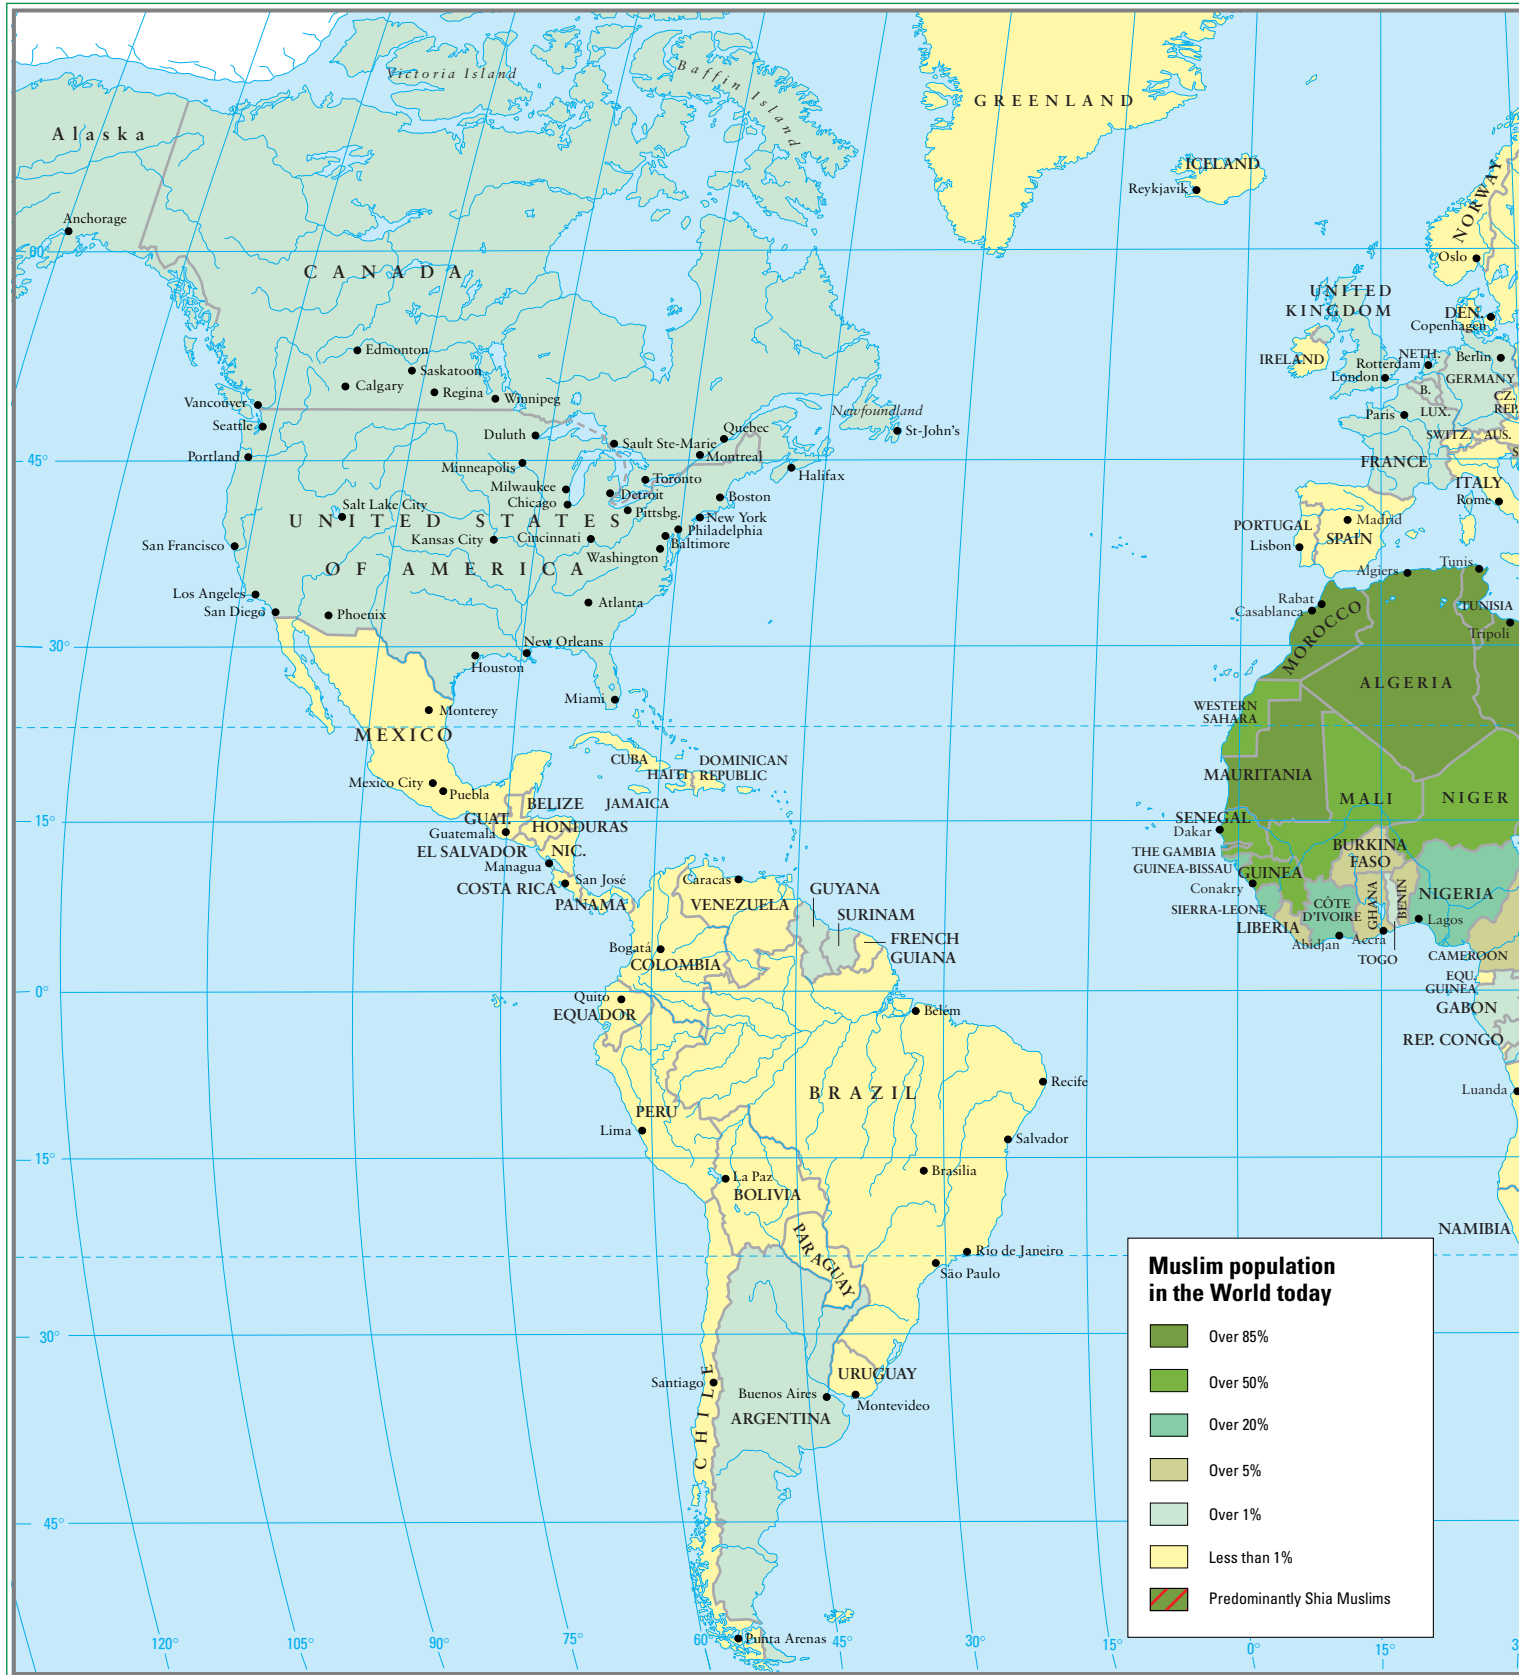 Victoria Island
Baffin Island
GREENLAND
Alaska
ICELAND
Reykjavik
NORWAY
Anchorage
60°
Oslo
CANADA
UNITED
KINGDOM
DEN.
Copenhagen
Edmonton
Saskatoon
Calgary
Regina
Winnipeg
IRELAND
NETH.
Rotterdam
Berlin
London
GERMANY
B.
CZ.
REP.
Vancouver
Seattle
Newfoundland
St-John's
Paris
LUX.
Duluth
Quebec
Sault Ste-Marie
Montreal
SWITZ.
AUS.
S
Portland
45°
Minneapolis
Halifax
FRANCE
Milwaukee
Chicago
Toronto
Detroit
Boston
ITALY
Rome
Salt Lake City
Pittsbg.
New York
Philadelphia
Madrid
UNITED STATES
PORTUGAL
SPAIN
Lisbon
San Francisco
Kansas City
Cincinnati
Baltimore
Washington
OF AMERICA
Algiers
Tunis
Los Angeles
San Diego
Phoenix
Atlanta
Rabat
Casablanca
TUNISIA
Tripoli
MOROCCO
30°
New Orleans
Houston
ALGERIA
Miami
Monterey
WESTERN
SAHARA
MEXICO
CUBA
HAITI
DOMINICAN
REPUBLIC
MAURITANIA
Mexico City
Puebla
BELIZE
JAMAICA
MALI
NIGER
15°
GUAT.
HONDURAS
Guatemala
SENEGAL
Dakar
EL SALVADOR
NIC.
Managua
THE GAMBIA
GUINEA-BISSAU
BURKINA
FASO
COSTA RICA
San José
PANAMA
Caracas
VENEZUELA
GUYANA
GUINEA
Conakry
SIERRA-LEONE
LIBERIA
CÔTE
D'IVOIRE
GHANA
BENIN
NIGERIA
Lagos
SURINAM
FRENCH
GUIANA
Abidjan
Accra
TOGO
CAMEROON
Bogatá
COLOMBIA
EQU.
GUINEA
0°
Quito
EQUADOR
Belém
GABON
REP. CONGO
BRAZIL
Recife
Luanda
PERU
Lima
Salvador
15°
La Paz
BOLIVIA
Brasilia
PARAGUAY
NAMIBIA
Rio de Janeiro
São Paulo
30°
CHILE
Santiago
Buenos Aires
URUGUAY
Montevideo
ARGENTINA
45°
Punta Arenas
Muslim population
in the World today
Over 85%
Over 50%
Over 20%
Over 5%
Over 1%
Less than 1%
Predominantly Shia Muslims
120°
105°
90°
75°
60°
45°
30°
15°
0°
15°
3